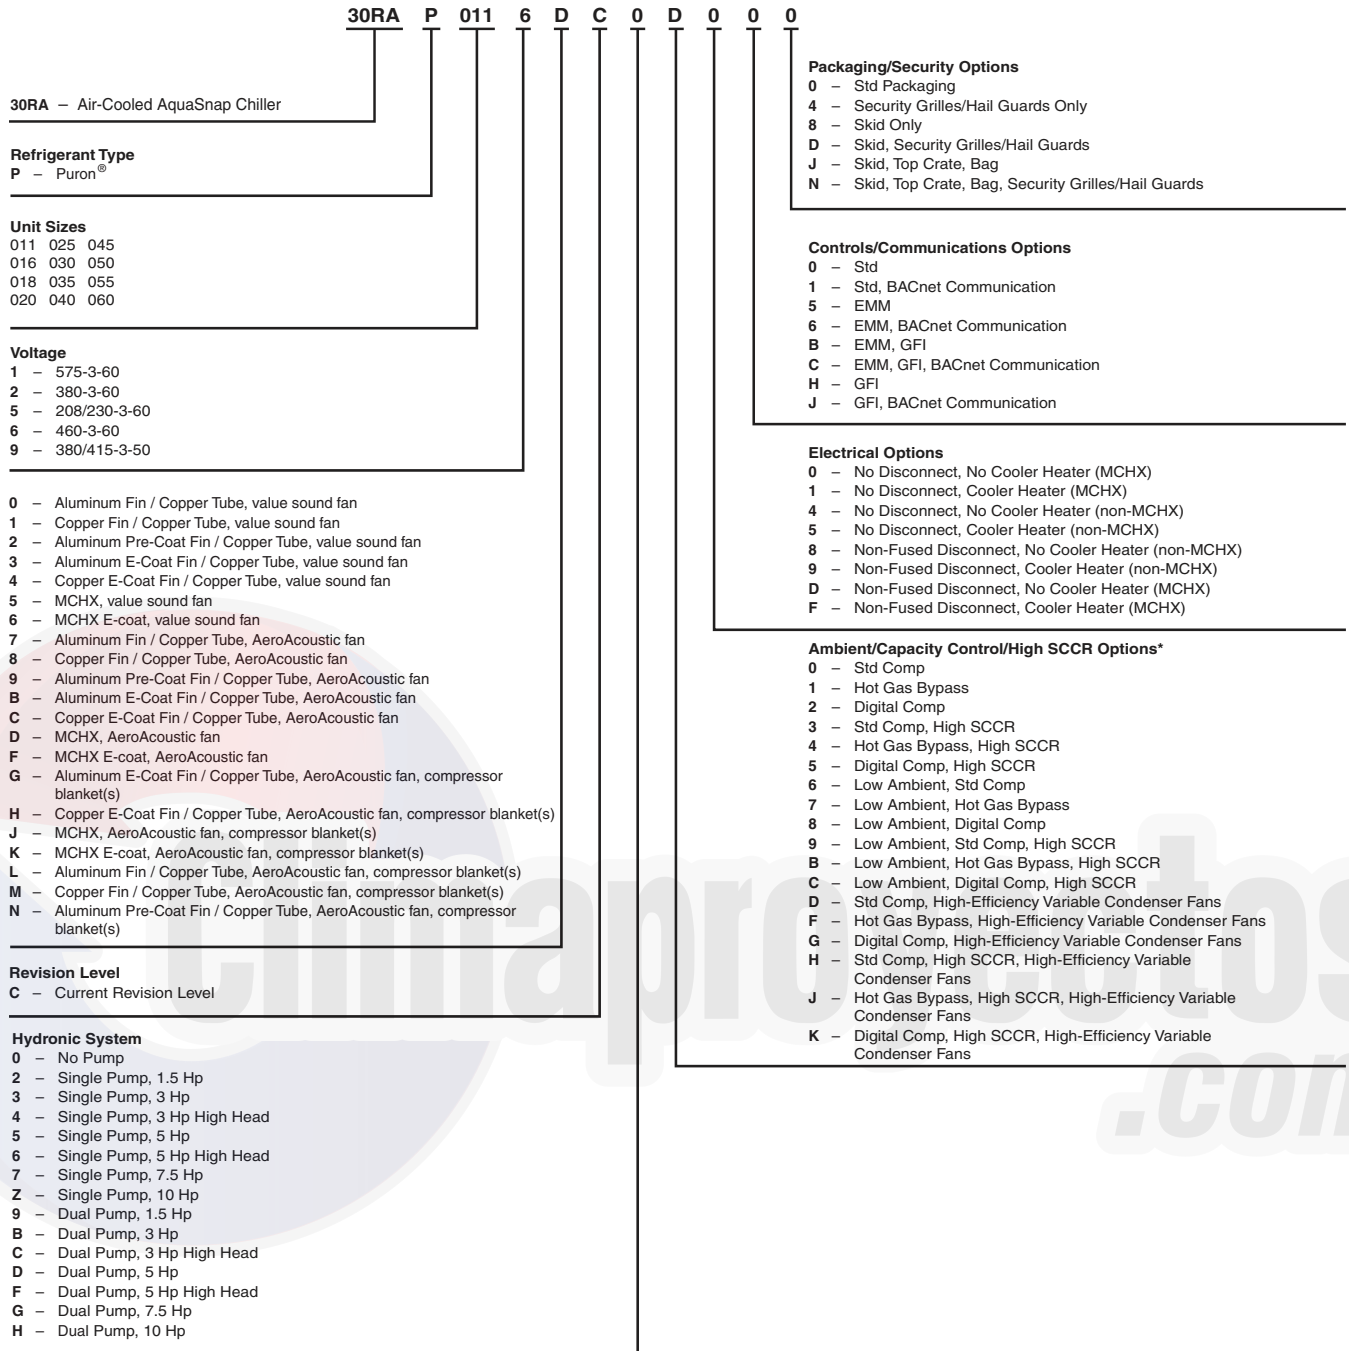 30RA P 011 6 D C 0 D 0 0 0
30RA – Air-Cooled AquaSnap Chiller
Refrigerant Type
P – Puron®
Unit Sizes
011 025 045
016 030 050
018 035 055
020 040 060
Voltage
1 – 575-3-60
2 – 380-3-60
5 – 208/230-3-60
6 – 460-3-60
9 – 380/415-3-50
0 – Aluminum Fin / Copper Tube, value sound fan
1 – Copper Fin / Copper Tube, value sound fan
2 – Aluminum Pre-Coat Fin / Copper Tube, value sound fan
3 – Aluminum E-Coat Fin / Copper Tube, value sound fan
4 – Copper E-Coat Fin / Copper Tube, value sound fan
5 – MCHX, value sound fan
6 – MCHX E-coat, value sound fan
7 – Aluminum Fin / Copper Tube, AeroAcoustic fan
8 – Copper Fin / Copper Tube, AeroAcoustic fan
9 – Aluminum Pre-Coat Fin / Copper Tube, AeroAcoustic fan
B – Aluminum E-Coat Fin / Copper Tube, AeroAcoustic fan
C – Copper E-Coat Fin / Copper Tube, AeroAcoustic fan
D – MCHX, AeroAcoustic fan
F – MCHX E-coat, AeroAcoustic fan
G – Aluminum E-Coat Fin / Copper Tube, AeroAcoustic fan, compressor
blanket(s)
H – Copper E-Coat Fin / Copper Tube, AeroAcoustic fan, compressor blanket(s)
J – MCHX, AeroAcoustic fan, compressor blanket(s)
K – MCHX E-coat, AeroAcoustic fan, compressor blanket(s)
L – Aluminum Fin / Copper Tube, AeroAcoustic fan, compressor blanket(s)
M – Copper Fin / Copper Tube, AeroAcoustic fan, compressor blanket(s)
N – Aluminum Pre-Coat Fin / Copper Tube, AeroAcoustic fan, compressor
blanket(s)
Revision Level
C – Current Revision Level
Hydronic System
0 – No Pump
2 – Single Pump, 1.5 Hp
3 – Single Pump, 3 Hp
4 – Single Pump, 3 Hp High Head
5 – Single Pump, 5 Hp
6 – Single Pump, 5 Hp High Head
7 – Single Pump, 7.5 Hp
Z – Single Pump, 10 Hp
9 – Dual Pump, 1.5 Hp
B – Dual Pump, 3 Hp
C – Dual Pump, 3 Hp High Head
D – Dual Pump, 5 Hp
F – Dual Pump, 5 Hp High Head
G – Dual Pump, 7.5 Hp
H – Dual Pump, 10 Hp
Packaging/Security Options
0 – Std Packaging
4 – Security Grilles/Hail Guards Only
8 – Skid Only
D – Skid, Security Grilles/Hail Guards
J – Skid, Top Crate, Bag
N – Skid, Top Crate, Bag, Security Grilles/Hail Guards
Controls/Communications Options
0 – Std
1 – Std, BACnet Communication
5 – EMM
6 – EMM, BACnet Communication
B – EMM, GFI
C – EMM, GFI, BACnet Communication
H – GFI
J – GFI, BACnet Communication
Electrical Options
0 – No Disconnect, No Cooler Heater (MCHX)
1 – No Disconnect, Cooler Heater (MCHX)
4 – No Disconnect, No Cooler Heater (non-MCHX)
5 – No Disconnect, Cooler Heater (non-MCHX)
8 – Non-Fused Disconnect, No Cooler Heater (non-MCHX)
9 – Non-Fused Disconnect, Cooler Heater (non-MCHX)
D – Non-Fused Disconnect, No Cooler Heater (MCHX)
F – Non-Fused Disconnect, Cooler Heater (MCHX)
Ambient/Capacity Control/High SCCR Options*
0 – Std Comp
1 – Hot Gas Bypass
2 – Digital Comp
3 – Std Comp, High SCCR
4 – Hot Gas Bypass, High SCCR
5 – Digital Comp, High SCCR
6 – Low Ambient, Std Comp
7 – Low Ambient, Hot Gas Bypass
8 – Low Ambient, Digital Comp
9 – Low Ambient, Std Comp, High SCCR
B – Low Ambient, Hot Gas Bypass, High SCCR
C – Low Ambient, Digital Comp, High SCCR
D – Std Comp, High-Efficiency Variable Condenser Fans
F – Hot Gas Bypass, High-Efficiency Variable Condenser Fans
G – Digital Comp, High-Efficiency Variable Condenser Fans
H – Std Comp, High SCCR, High-Efficiency Variable
Condenser Fans
J – Hot Gas Bypass, High SCCR, High-Efficiency Variable
Condenser Fans
K – Digital Comp, High SCCR, High-Efficiency Variable
Condenser Fans
Climaproyectos
.com